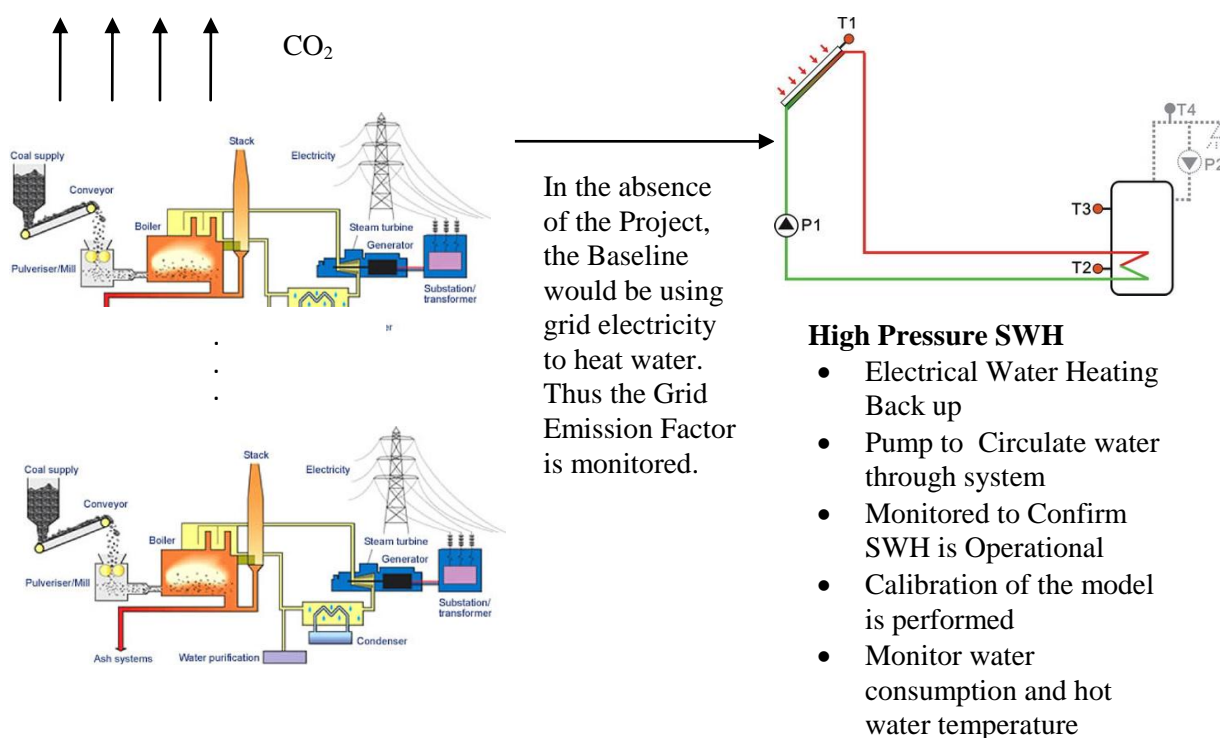 CO₂
Stack
Coal supply
Electricity
Conveyor
Boiler
Steam turbine
Generator
Pulveriser/Mill
Substation/
transformer
.
.
.
Stack
Coal supply
Electricity
Conveyor
Boiler
Steam turbine
Generator
Pulveriser/Mill
Substation/
transformer
Condenser
Ash systems
Water purification
In the absence
of the Project,
the Baseline
would be using
grid electricity
to heat water.
Thus the Grid
Emission Factor
is monitored.
T1
T4
P2
T3
P1
T2
High Pressure SWH
• Electrical Water Heating
Back up
• Pump to Circulate water
through system
• Monitored to Confirm
SWH is Operational
• Calibration of the model
is performed
• Monitor water
consumption and hot
water temperature